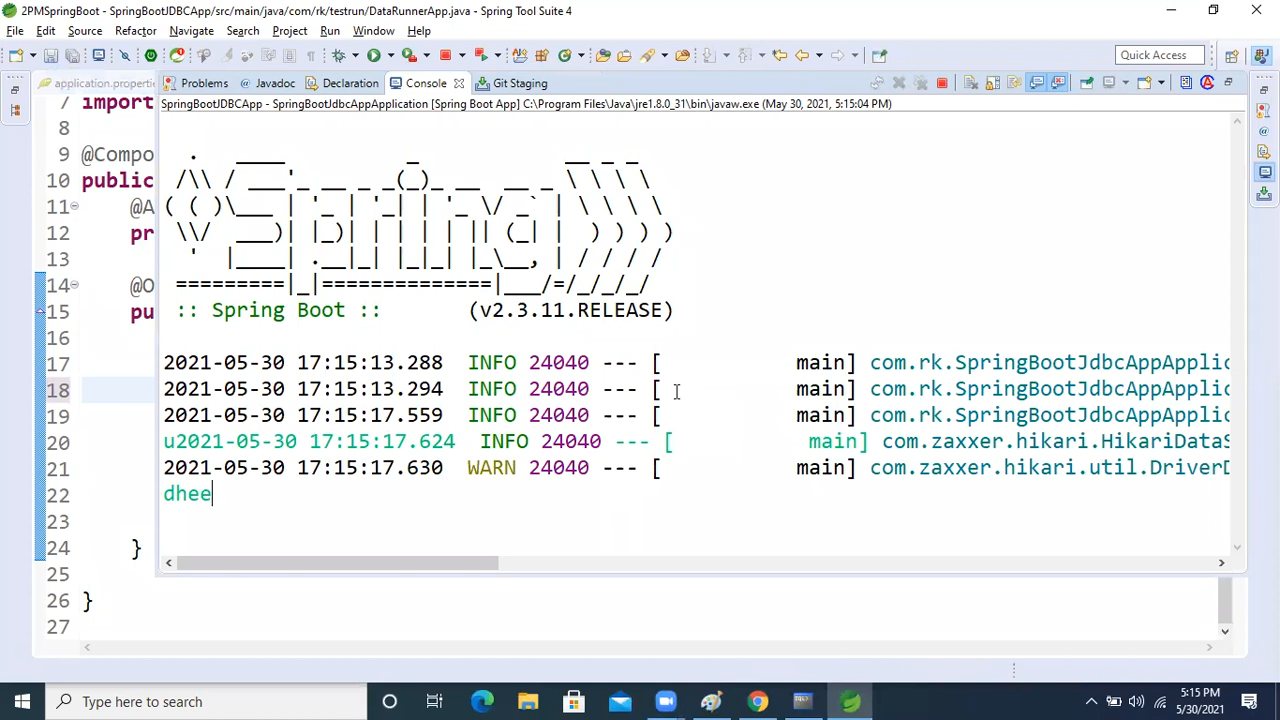 2PMSpringBoot - SpringBootJDBCApp/src/main/java/com/rk/testrun/DataRunnerApp.java - Spring Tool Suite 4
File Edit Source Refactor Navigate Search Project Run Window Help
Quick Access
application.properti
Problems Javadoc Declaration Console Git Staging
SpringBootJDBCApp - SpringBootJdbcAppApplication [Spring Boot App] C:\Program Files\Java\jre1.8.0_31\bin\javaw.exe (May 30, 2021, 5:15:04 PM)
7 import
8
9 @Compo
10 public
11 @A
12 pr
13
14 @O
15 pu
16
17
18
19
20
21
22
23
24 }
25
26 }
27
:: Spring Boot :: (v2.3.11.RELEASE)
2021-05-30 17:15:13.288 INFO 24040 --- [ main] com.rk.SpringBootJdbcAppApplic
2021-05-30 17:15:13.294 INFO 24040 --- [ main] com.rk.SpringBootJdbcAppApplic
2021-05-30 17:15:17.559 INFO 24040 --- [ main] com.rk.SpringBootJdbcAppApplic
u2021-05-30 17:15:17.624 INFO 24040 --- [ main] com.zaxxer.hikari.HikariDataS
2021-05-30 17:15:17.630 WARN 24040 --- [ main] com.zaxxer.hikari.util.DriverD
dhee
Type here to search
5:15 PM
5/30/2021